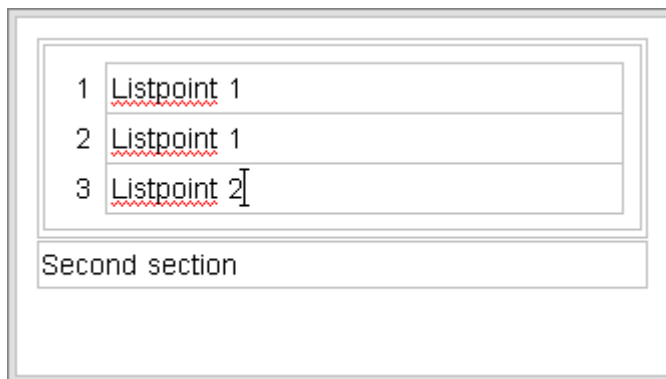 1 Listpoint 1
2 Listpoint 1
3 Listpoint 2
Second section